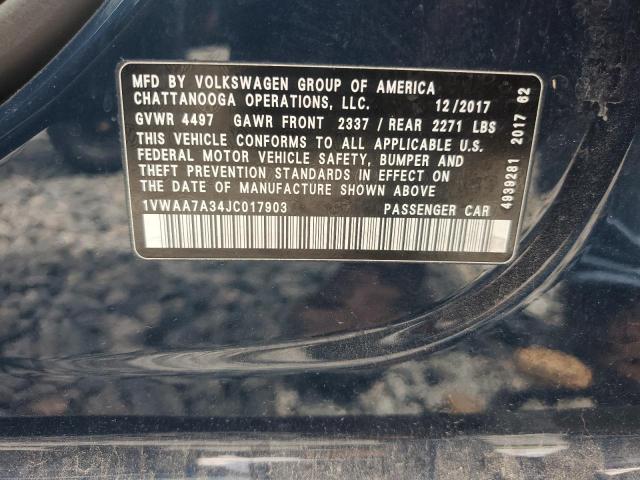 MFD BY VOLKSWAGEN GROUP OF AMERICA
CHATTANOOGA OPERATIONS, LLC. 12/2017
GVWR 4497 GAWR FRONT 2337 / REAR 2271 LBS
THIS VEHICLE CONFORMS TO ALL APPLICABLE U.S.
FEDERAL MOTOR VEHICLE SAFETY, BUMPER AND
THEFT PREVENTION STANDARDS IN EFFECT ON
THE DATE OF MANUFACTURE SHOWN ABOVE
1VWAA7A34JC017903 PASSENGER CAR
4939281 2017 62